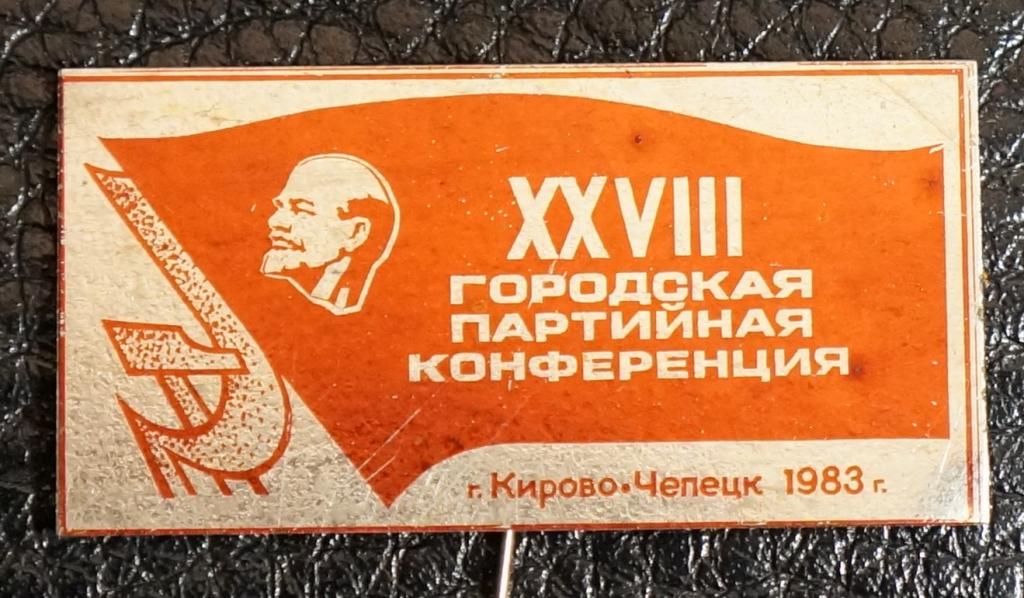 XXVIII
ГОРОДСКАЯ
ПАРТИЙНАЯ
КОНФЕРЕНЦИЯ
г. Кирово-Чепецк 1983 г.